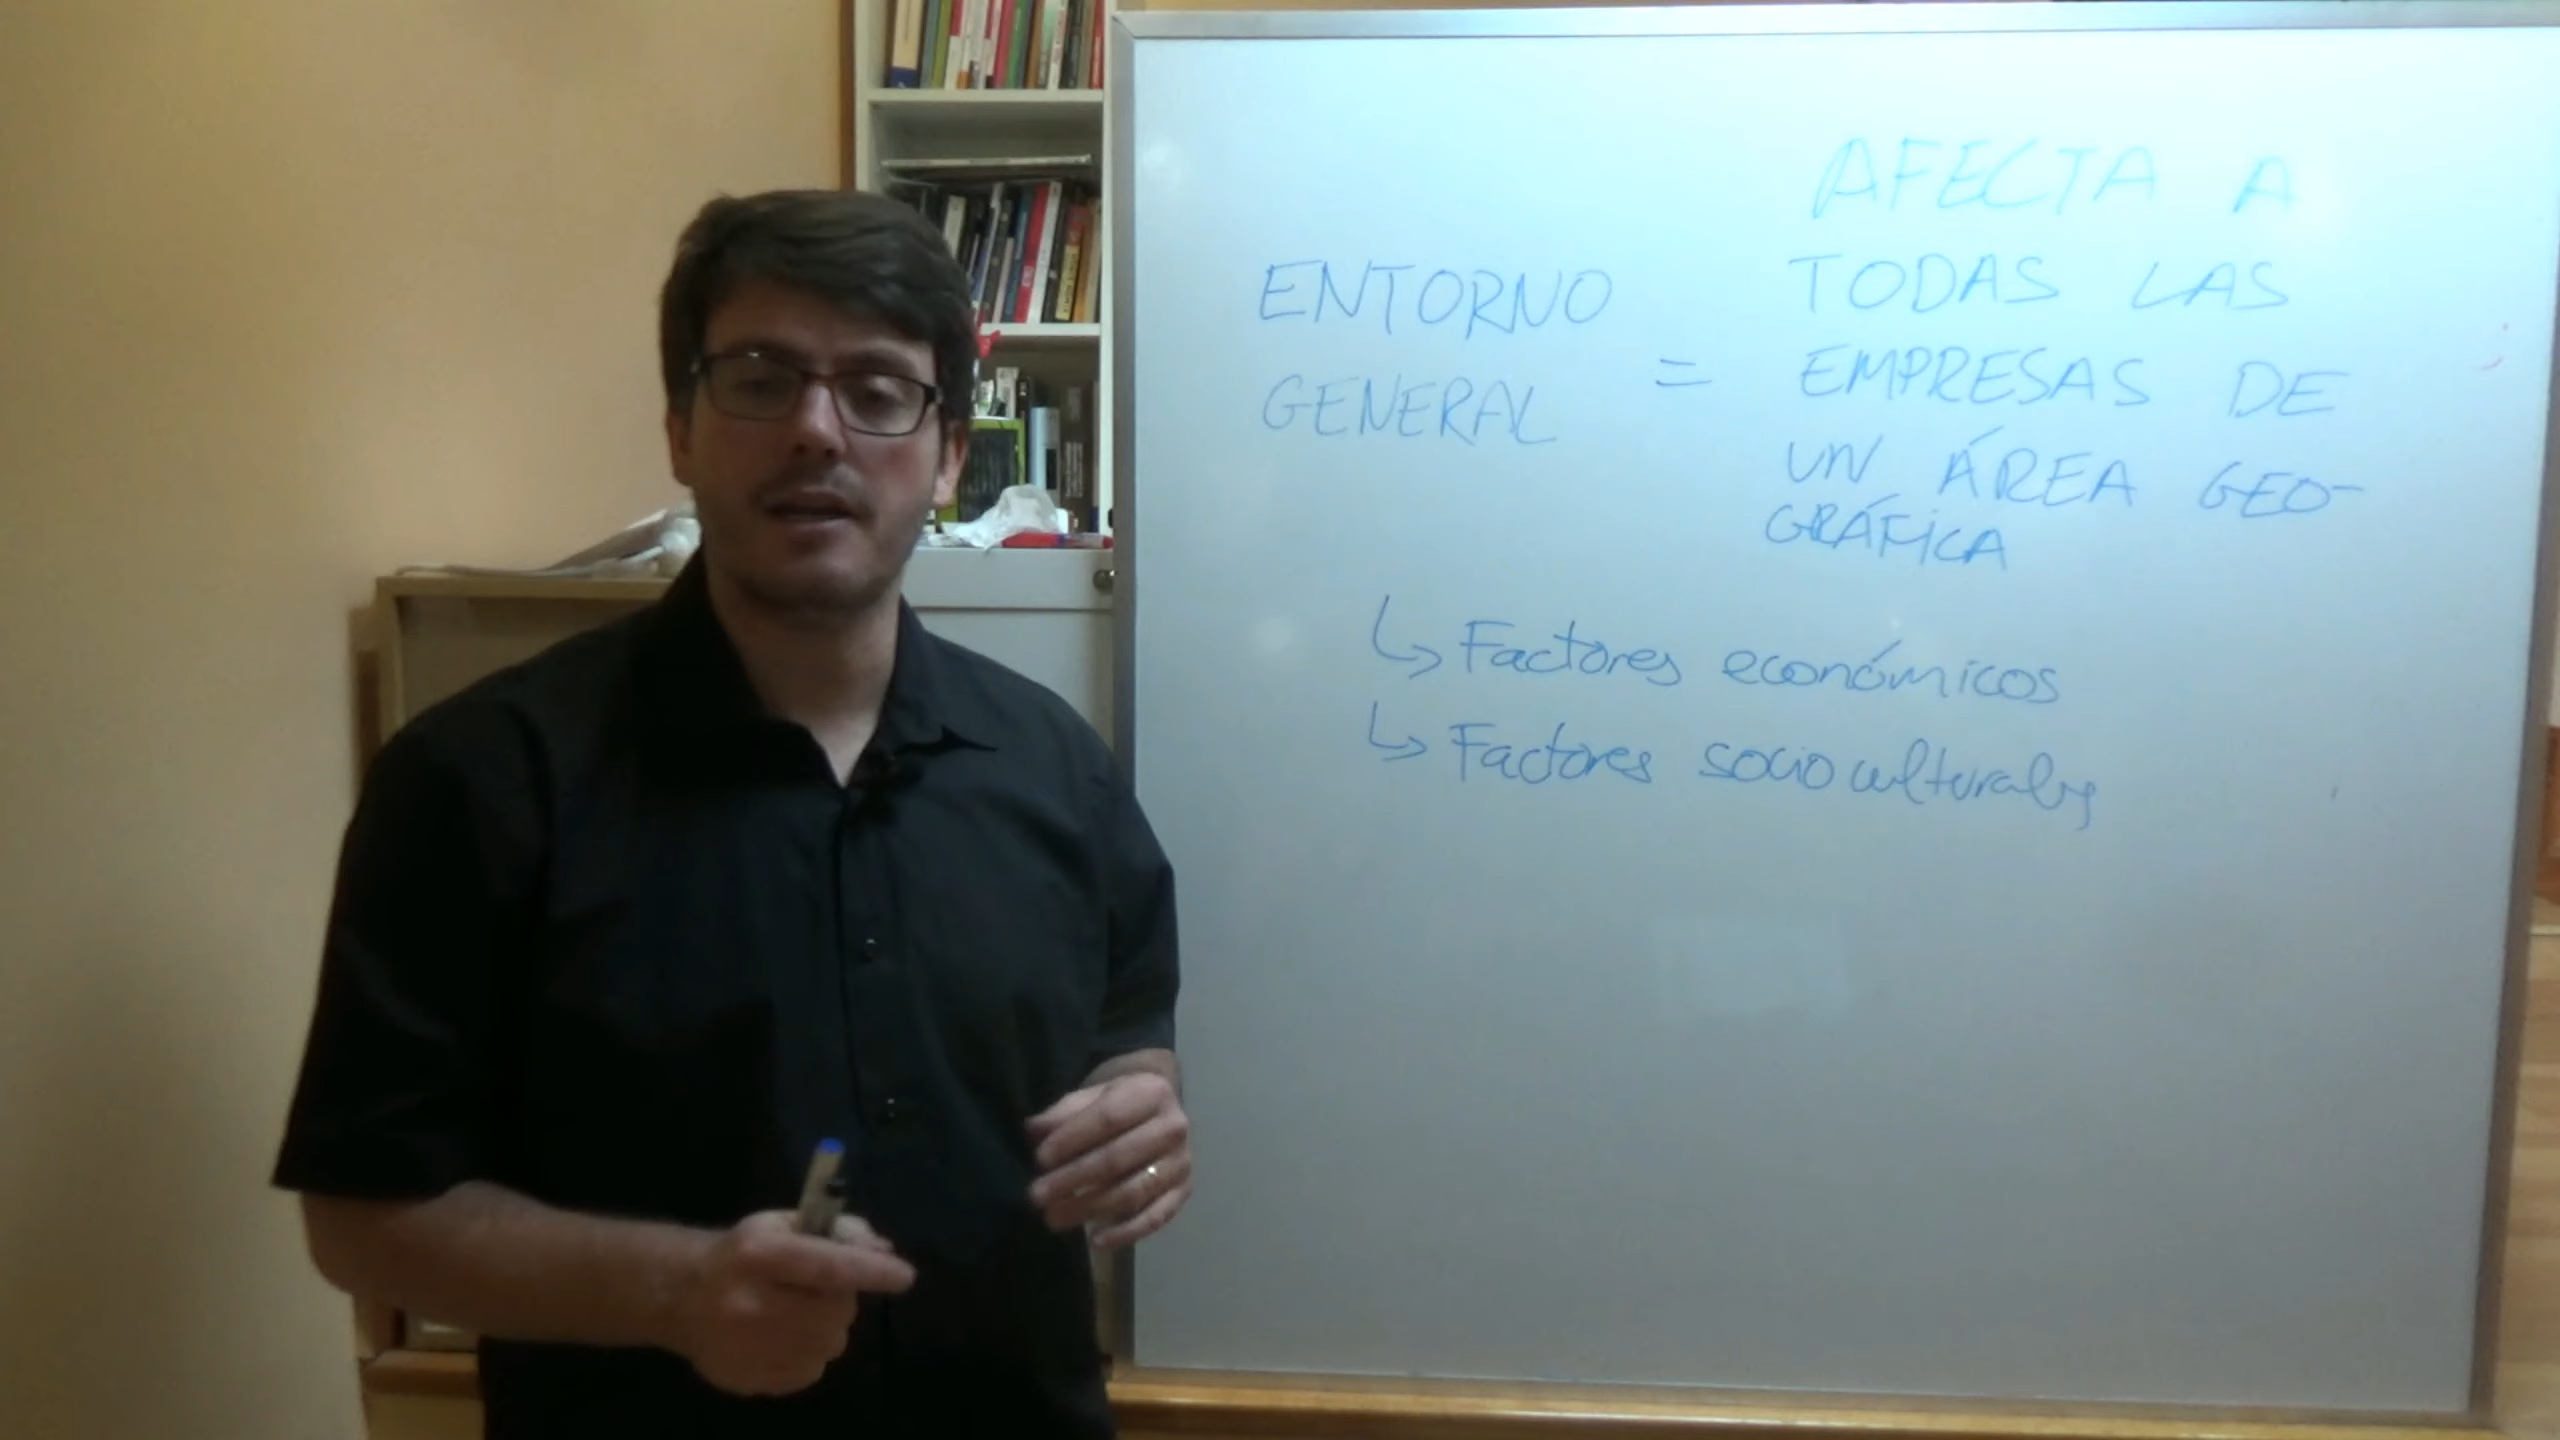 AFECTA A
ENTORNO
TODAS LAS
GENERAL
=
EMPRESAS DE
UN ÁREA GEO-
GRÁFICA
↳ Factores económicos
↳ Factores socioculturales